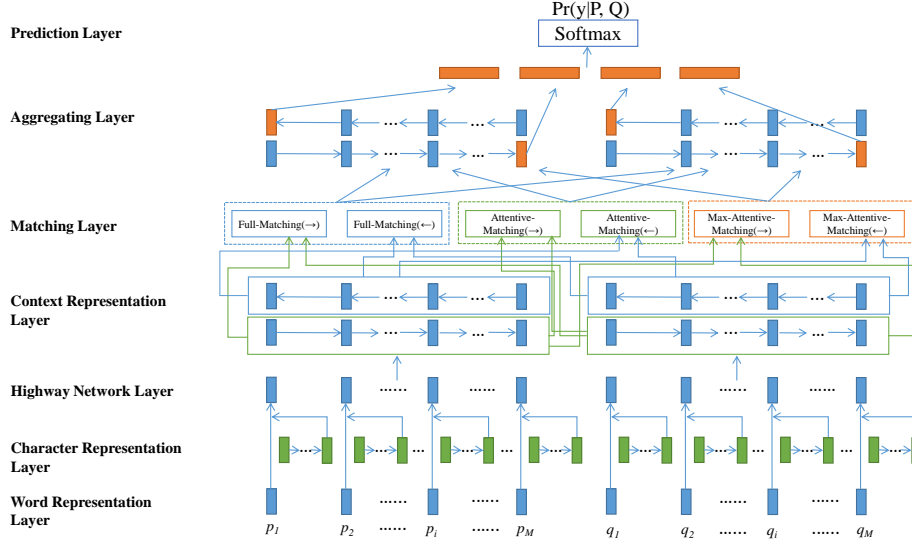 Pr(y|P, Q)
Prediction Layer
Softmax
Aggregating Layer
... ... ... ...
... ... ... ...
Matching Layer
Full-Matching(→) Full-Matching(←) Attentive-Matching(→) Attentive-Matching(←) Max-Attentive-Matching(→) Max-Attentive-Matching(←)
... ... ... ...
Context Representation
Layer
... ... ... ...
Highway Network Layer
...... ...... ...... ......
Character Representation
Layer
... ... ... ... ... ... ... ... ... ... ... ...
Word Representation
Layer
...... ...... ...... ......
p1 p2 ...... pi ...... pM q1 q2 ...... qi ...... qM